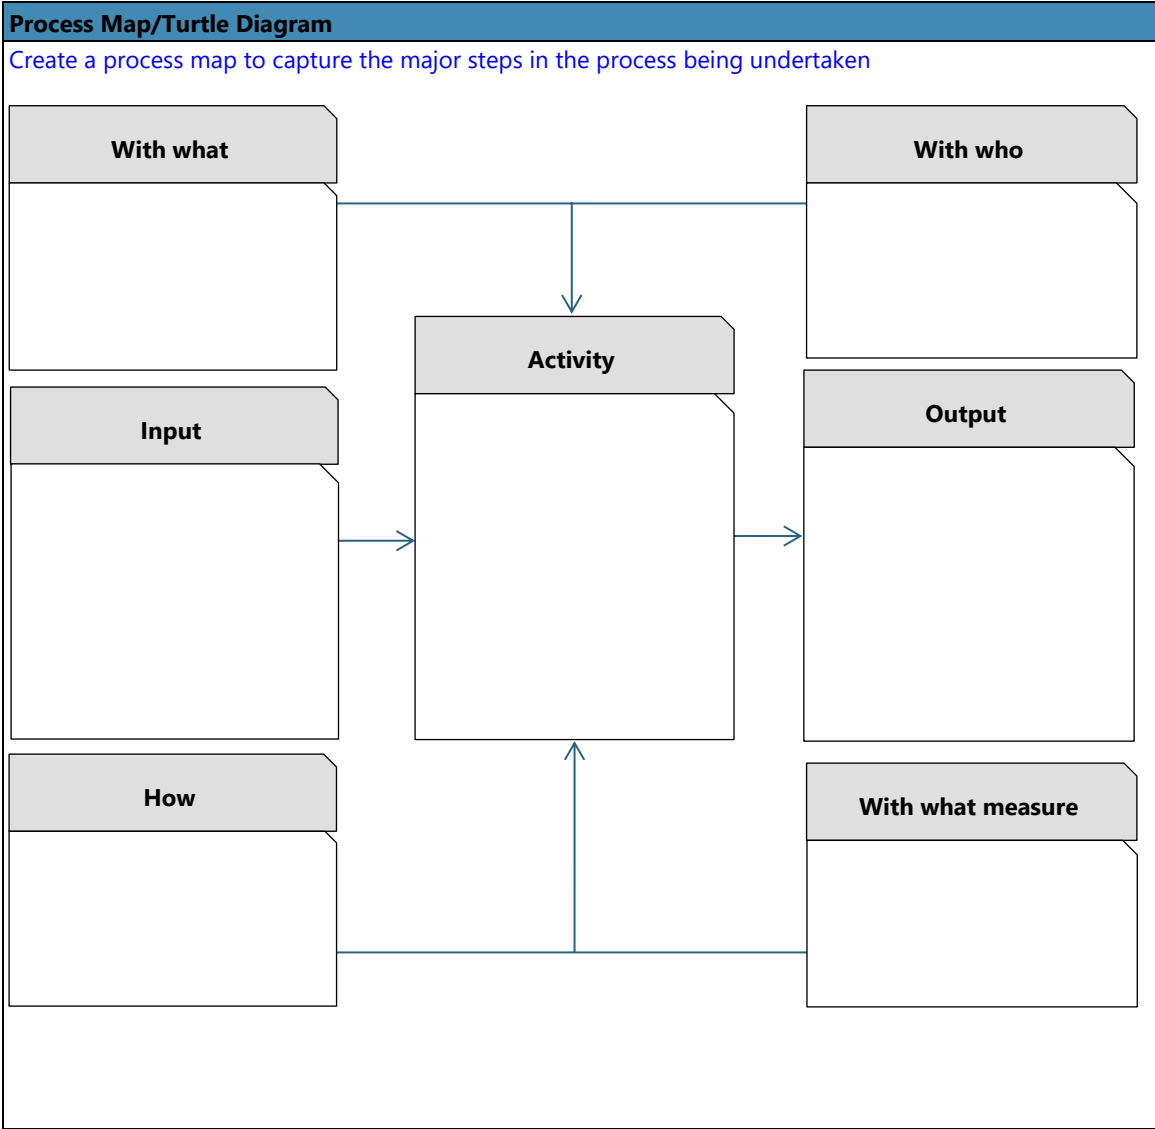 Process Map/Turtle Diagram
Create a process map to capture the major steps in the process being undertaken
With what
With who
Activity
Input
Output
How
With what measure